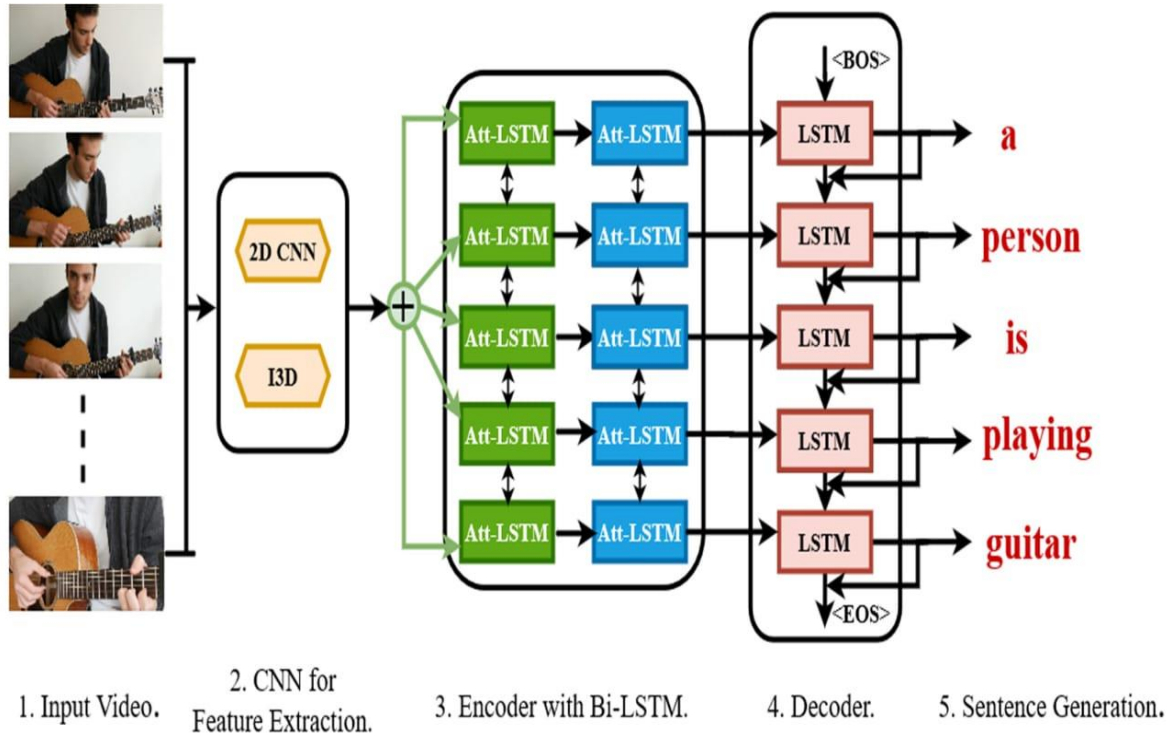 <BOS>
Att-LSTM Att-LSTM LSTM a
2D CNN
Att-LSTM Att-LSTM LSTM person
+
Att-LSTM Att-LSTM LSTM is
I3D
Att-LSTM Att-LSTM LSTM playing
Att-LSTM Att-LSTM LSTM guitar
<EOS>
1. Input Video.
2. CNN for
Feature Extraction.
3. Encoder with Bi-LSTM.
4. Decoder.
5. Sentence Generation.